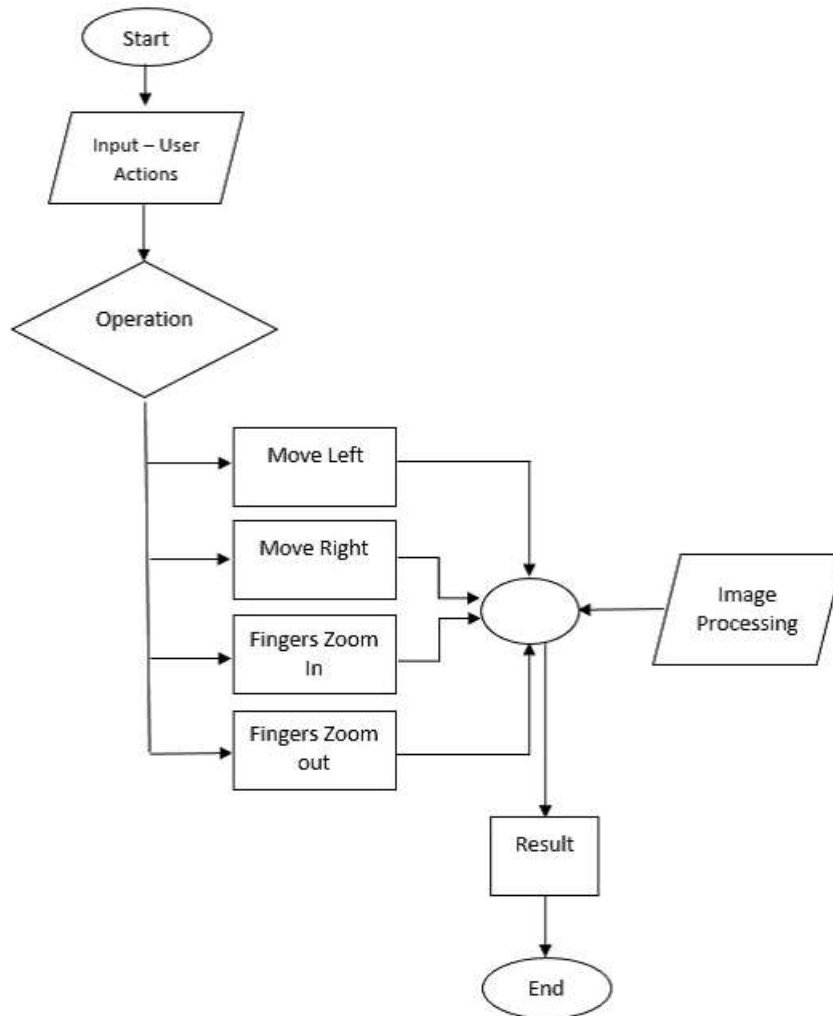 Start
Input – User
Actions
Operation
Move Left
Move Right
Fingers Zoom
In
Fingers Zoom
out
Image
Processing
Result
End